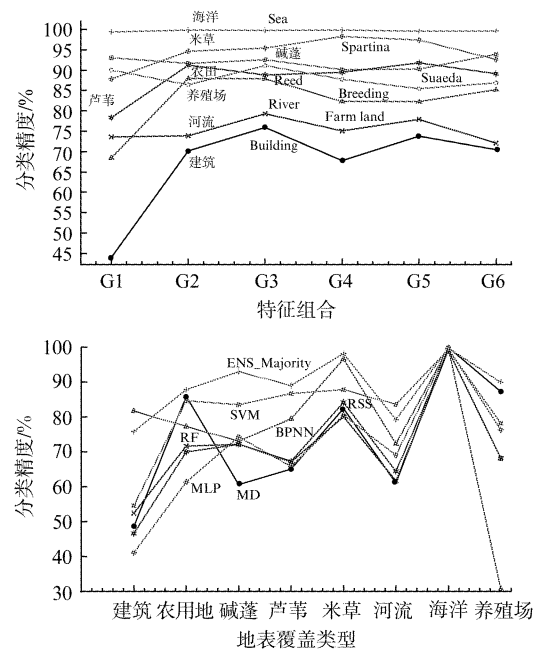 100
95
90
85
80
75
70
65
60
55
50
45
分类精度/%
海洋 Sea
米草
Spartina
碱蓬
农田
Reed
Suaeda
芦苇
养殖场
Breeding
River
河流
Farm land
Building
建筑
G1 G2 G3 G4 G5 G6
特征组合
100
90
80
70
60
50
40
30
分类精度/%
ENS_Majority
SVM
RSS
BPNN
RF
MLP
MD
建筑 农用地 碱蓬 芦苇 米草 河流 海洋 养殖场
地表覆盖类型